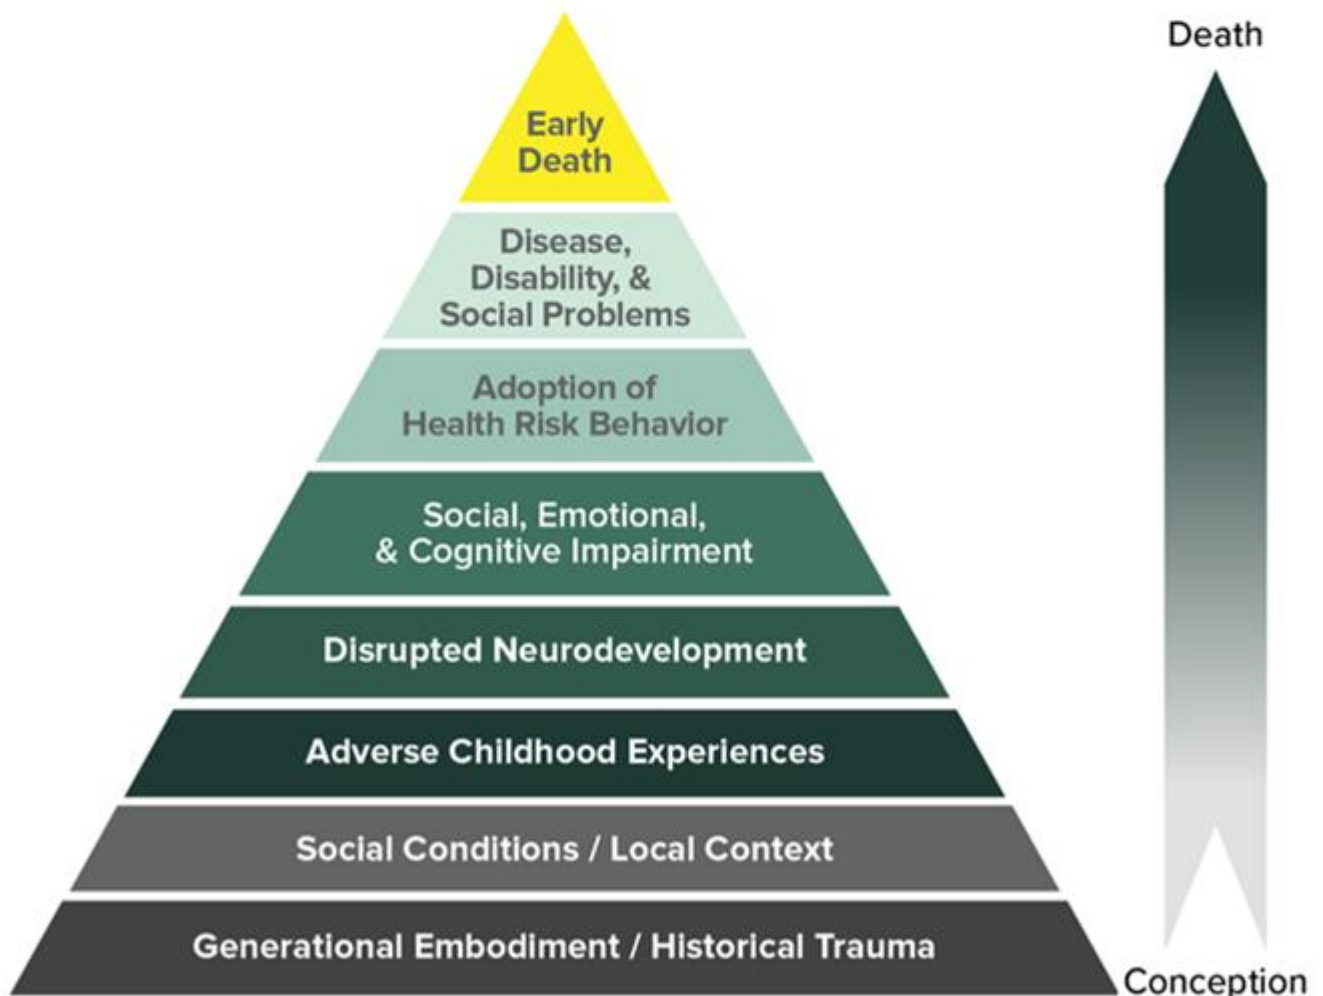 Death
Early
Death
Disease,
Disability, &
Social Problems
Adoption of
Health Risk Behavior
Social, Emotional,
& Cognitive Impairment
Disrupted Neurodevelopment
Adverse Childhood Experiences
Social Conditions / Local Context
Generational Embodiment / Historical Trauma
Conception